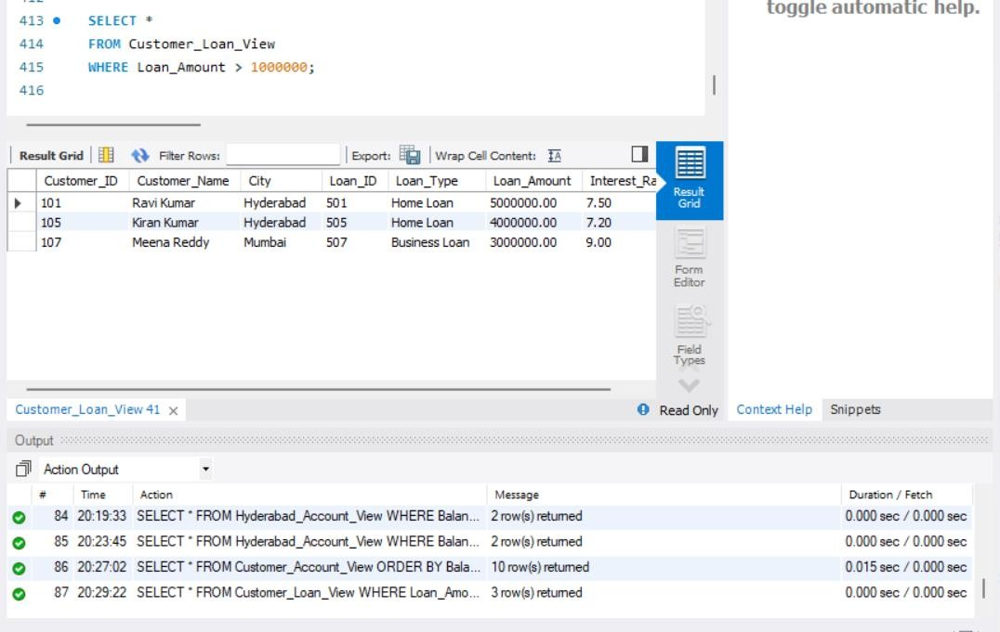 toggle automatic help.
412
413 SELECT *
414 FROM Customer_Loan_View
415 WHERE Loan_Amount > 1000000;
416
Result Grid Filter Rows: Export: Wrap Cell Content: IA
Customer_ID Customer_Name City Loan_ID Loan_Type Loan_Amount Interest_Ra
101 Ravi Kumar Hyderabad 501 Home Loan 5000000.00 7.50
105 Kiran Kumar Hyderabad 505 Home Loan 4000000.00 7.20
107 Meena Reddy Mumbai 507 Business Loan 3000000.00 9.00
Result
Grid
Form
Editor
Field
Types
Customer_Loan_View 41 Read Only Context Help Snippets
Output
Action Output
# Time Action Message Duration / Fetch
84 20:19:33 SELECT * FROM Hyderabad_Account_View WHERE Balan... 2 row(s) returned 0.000 sec / 0.000 sec
85 20:23:45 SELECT * FROM Hyderabad_Account_View WHERE Balan... 2 row(s) returned 0.000 sec / 0.000 sec
86 20:27:02 SELECT * FROM Customer_Account_View ORDER BY Bala... 10 row(s) returned 0.015 sec / 0.000 sec
87 20:29:22 SELECT * FROM Customer_Loan_View WHERE Loan_Amo... 3 row(s) returned 0.000 sec / 0.000 sec